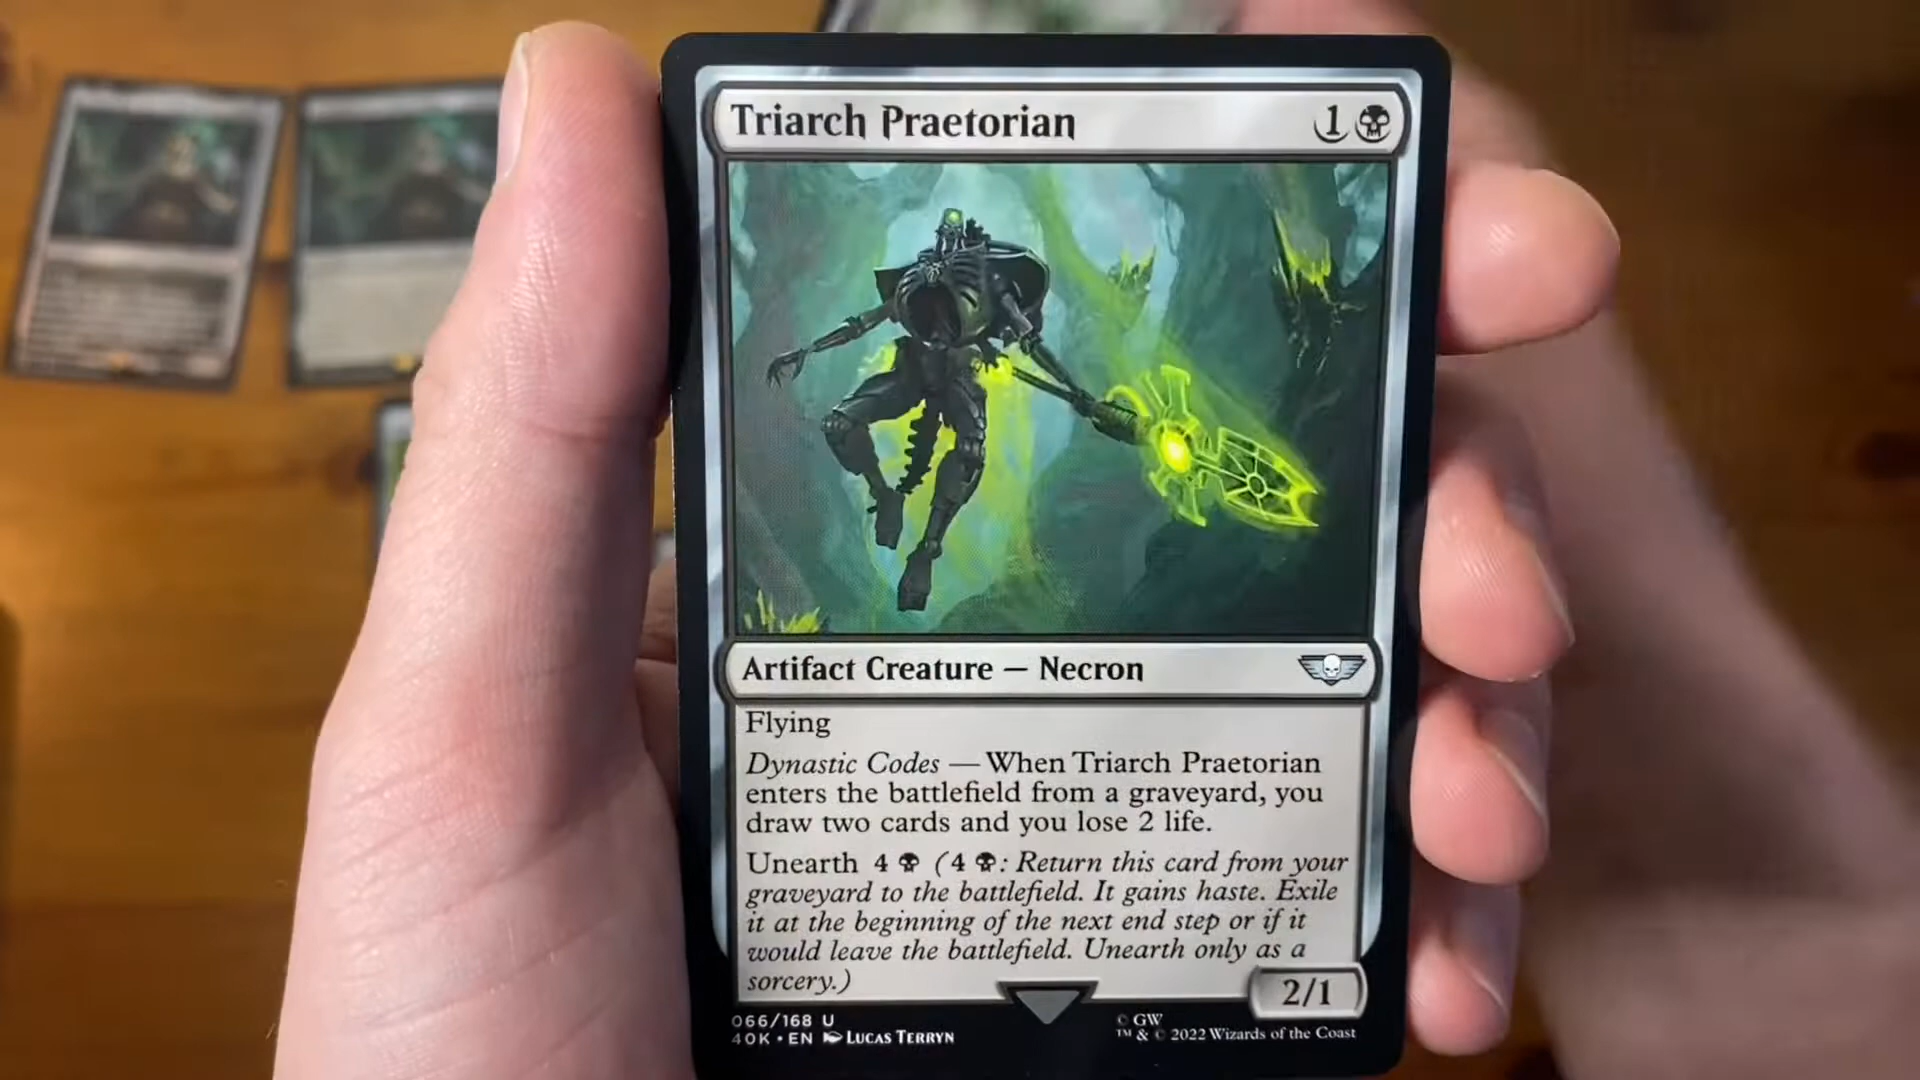 Triarch Praetorian 1
Artifact Creature — Necron
Flying
Dynastic Codes — When Triarch Praetorian
enters the battlefield from a graveyard, you
draw two cards and you lose 2 life.
Unearth 4 (4 : Return this card from your
graveyard to the battlefield. It gains haste. Exile
it at the beginning of the next end step or if it
would leave the battlefield. Unearth only as a
sorcery.)
2/1
066/168 U
40K • EN LUCAS TERRYN
© GW
™ & © 2022 Wizards of the Coast